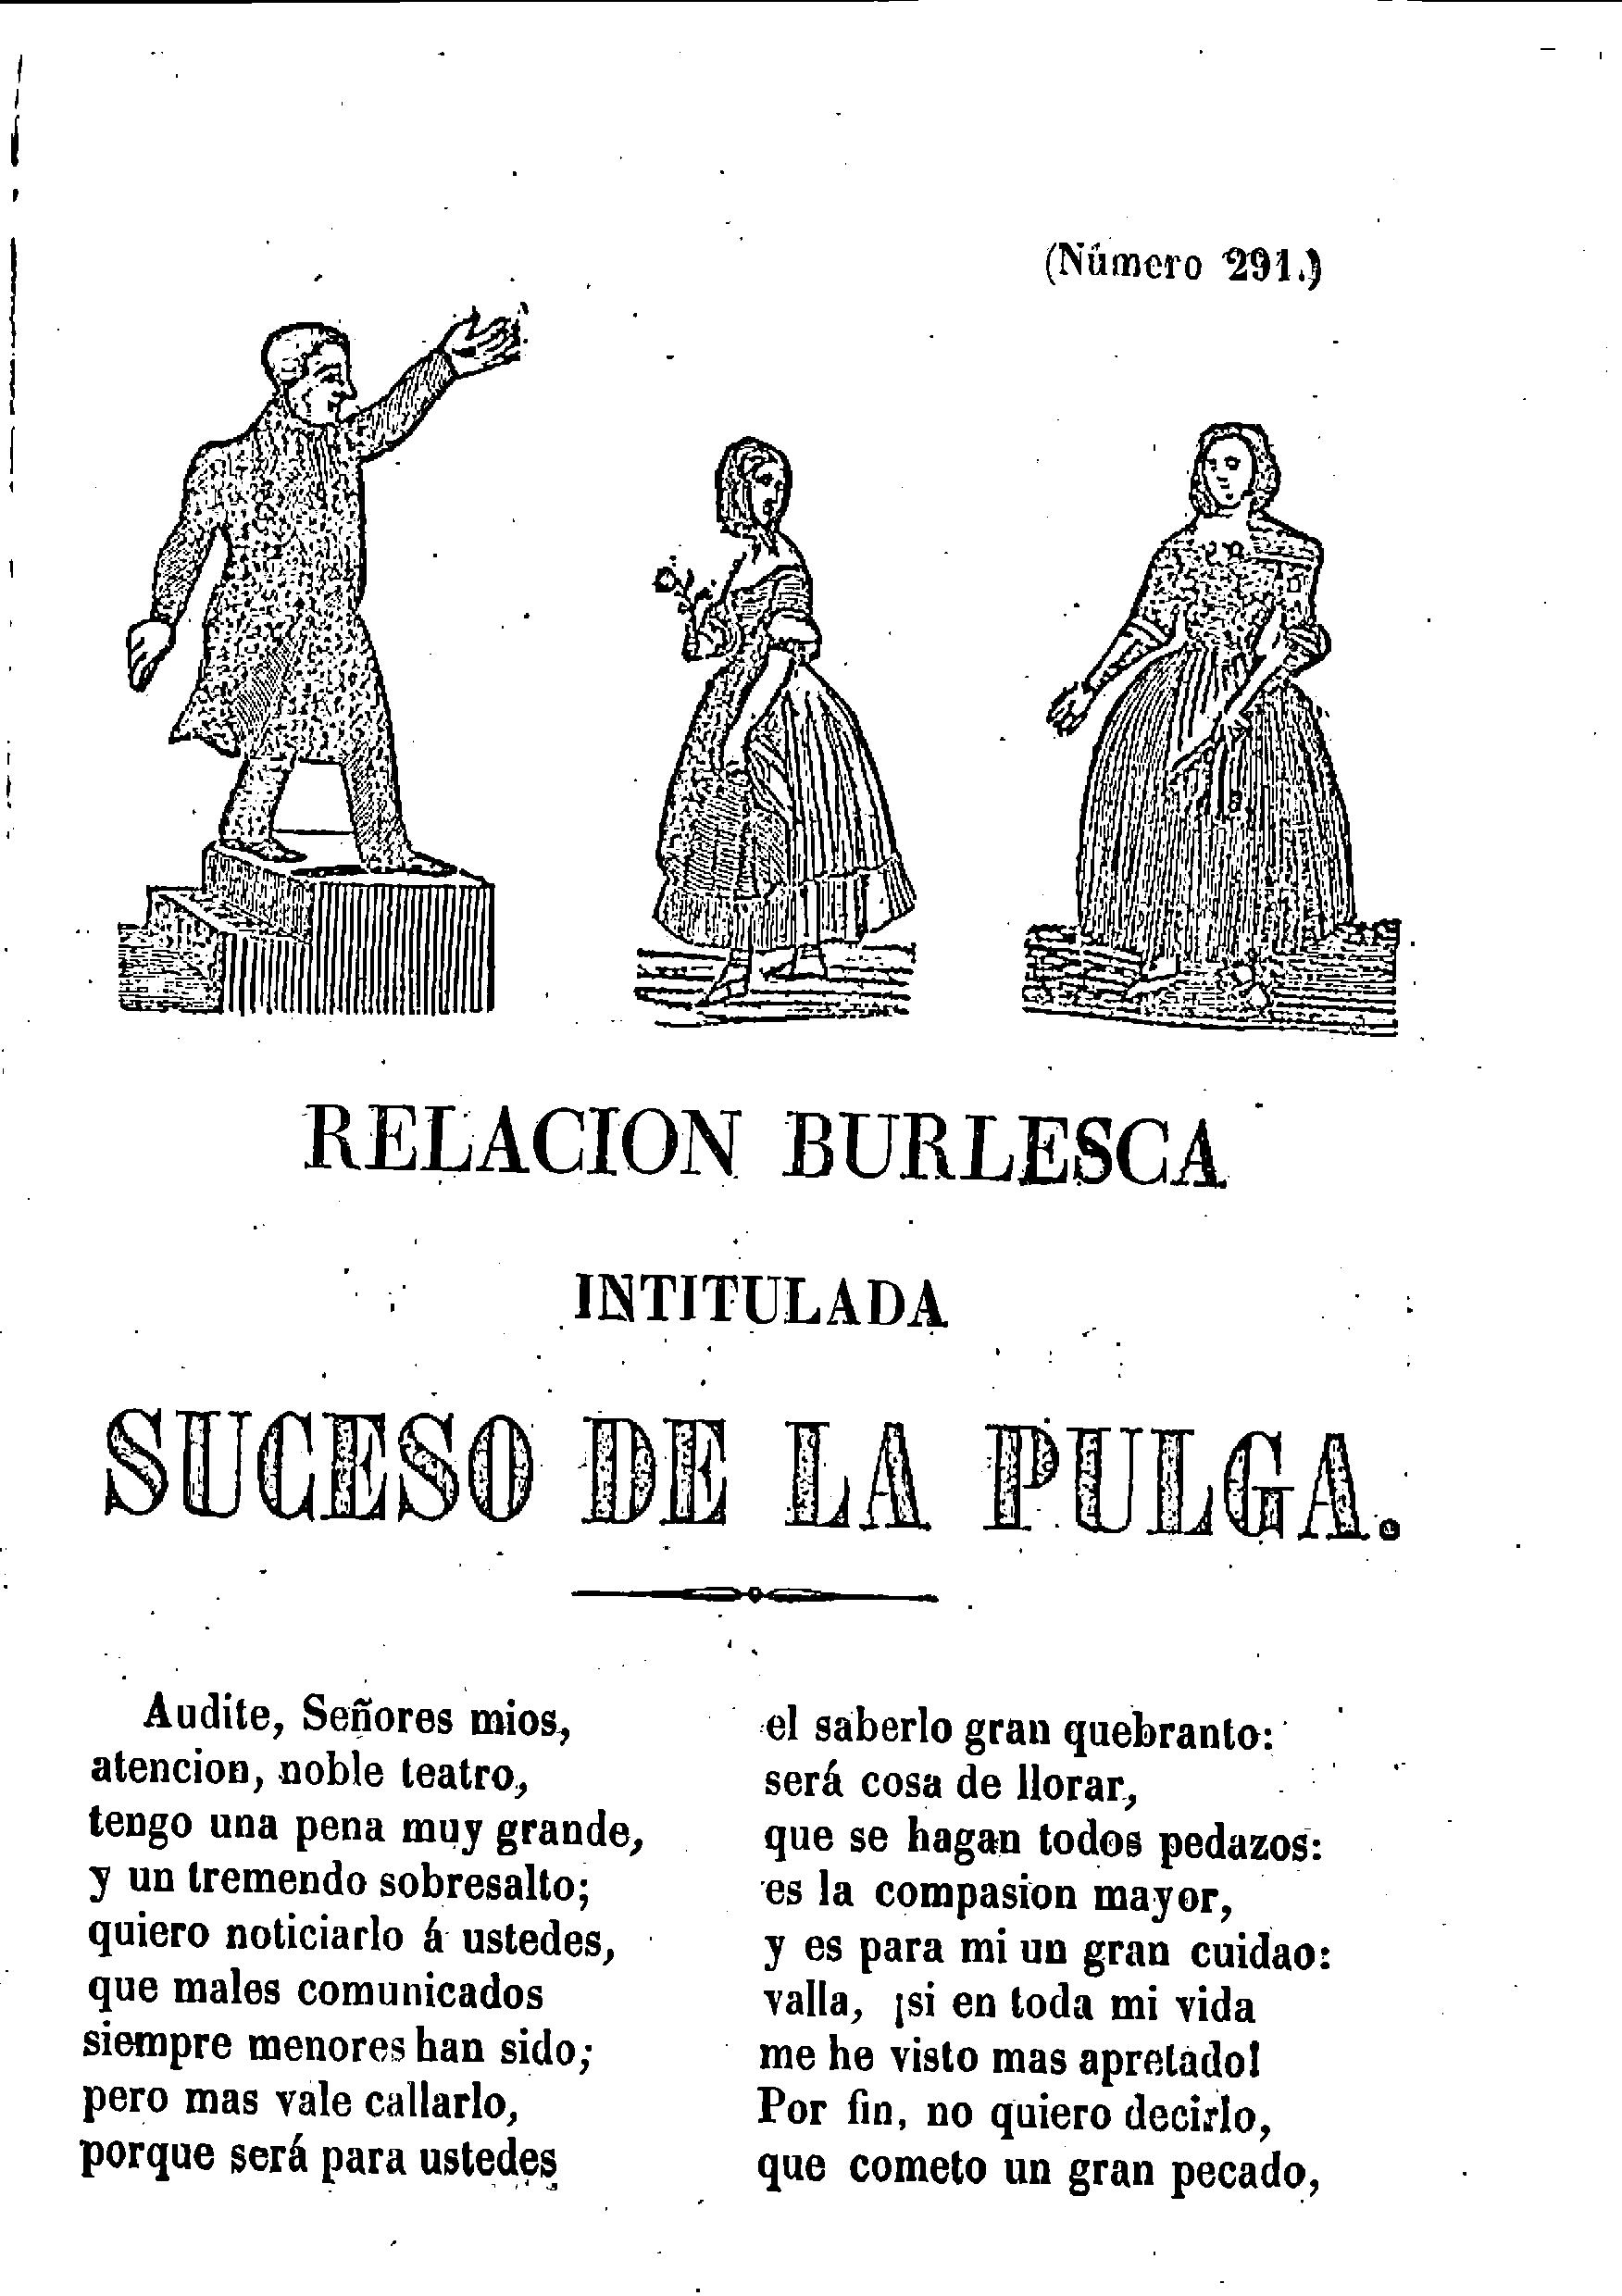 (Número 291.)
RELACION BURLESCA
INTITULADA
SUCESO DE LA PULGA.
Audite, Señores mios,
atencion, noble teatro,
tengo una pena muy grande,
y un tremendo sobresalto;
quiero noticiarlo á ustedes,
que males comunicados
siempre menores han sido;
pero mas vale callarlo,
porque será para ustedes
el saberlo gran quebranto:
será cosa de llorar,
que se hagan todos pedazos:
es la compasion mayor,
y es para mi un gran cuidao:
valla, ¡si en toda mi vida
me he visto mas apretado!
Por fin, no quiero decirlo,
que cometo un gran pecado,